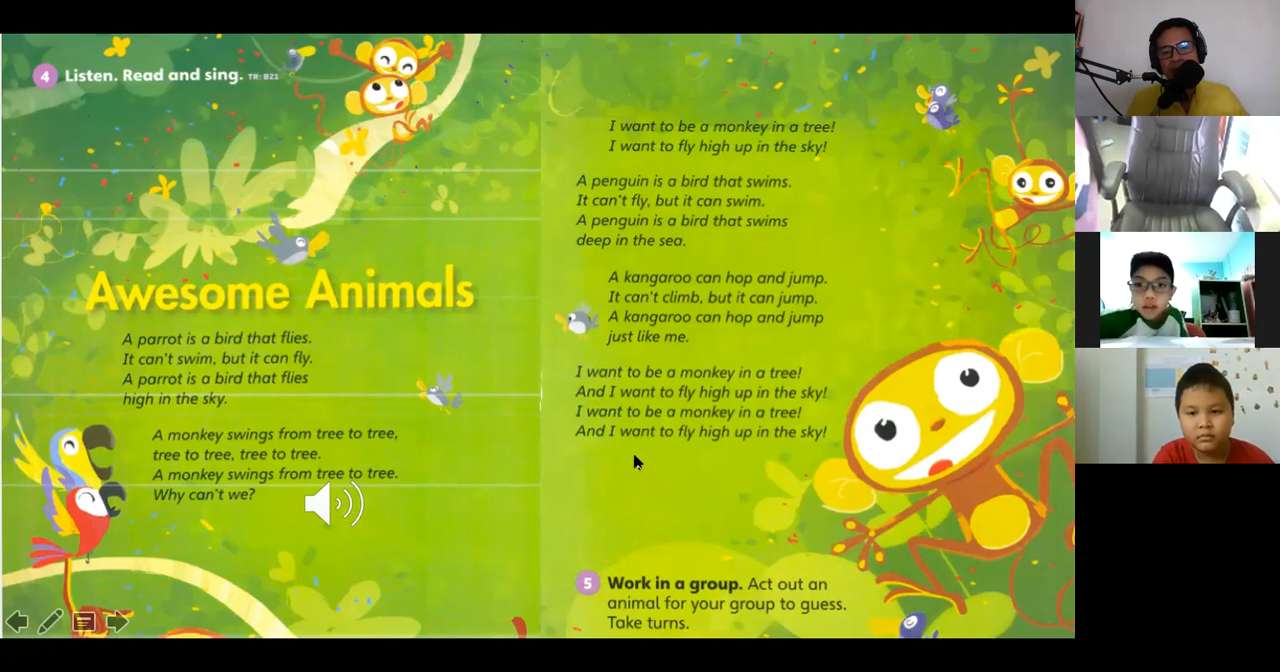 4 Listen. Read and sing. TR: B21
Awesome Animals
A parrot is a bird that flies.
It can't swim, but it can fly.
A parrot is a bird that flies
high in the sky.
A monkey swings from tree to tree,
tree to tree, tree to tree.
A monkey swings from tree to tree.
Why can't we?
I want to be a monkey in a tree!
I want to fly high up in the sky!
A penguin is a bird that swims.
It can't fly, but it can swim.
A penguin is a bird that swims
deep in the sea.
A kangaroo can hop and jump.
It can't climb, but it can jump.
A kangaroo can hop and jump
just like me.
I want to be a monkey in a tree!
And I want to fly high up in the sky!
I want to be a monkey in a tree!
And I want to fly high up in the sky!
5 Work in a group. Act out an
animal for your group to guess.
Take turns.